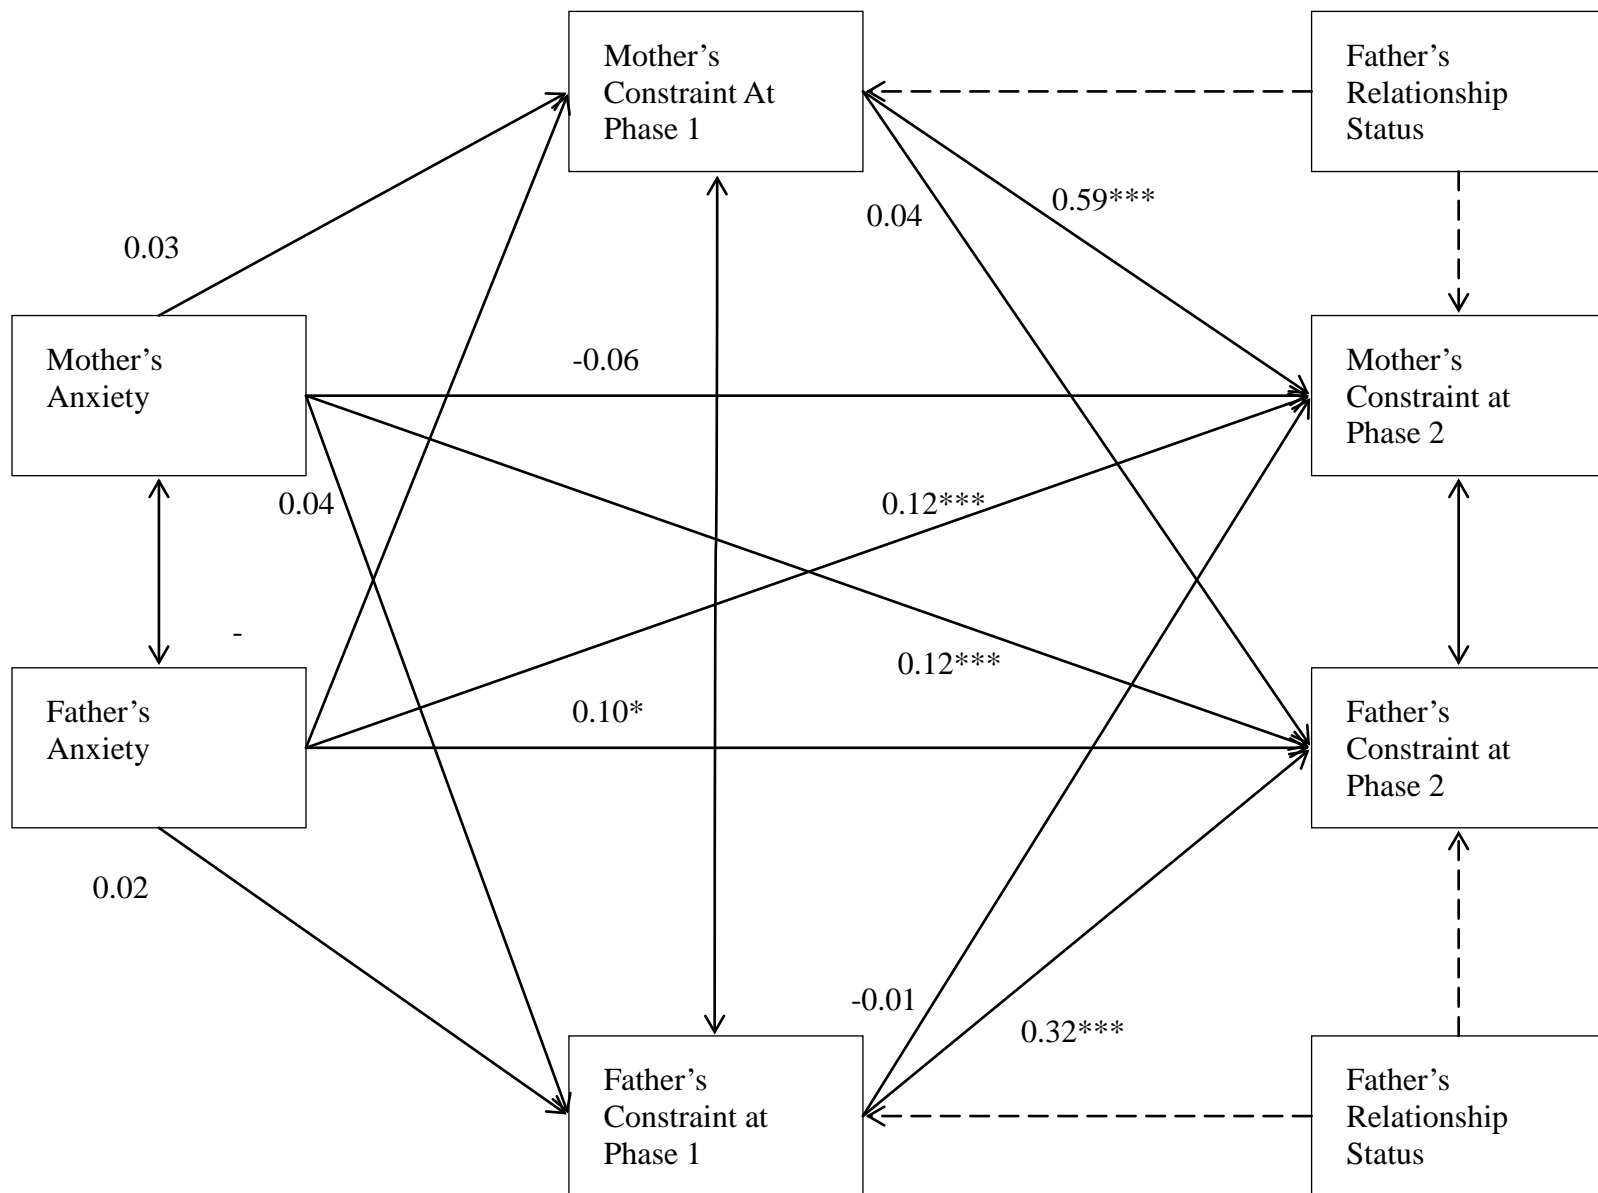 Mother’s
Constraint At
Phase 1
Father’s
Relationship
Status
0.59***
0.04
0.03
Mother’s
Anxiety
-0.06
Mother’s
Constraint at
Phase 2
0.04
0.12***
-
0.12***
Father’s
Anxiety
0.10*
Father’s
Constraint at
Phase 2
0.02
-0.01
0.32***
Father’s
Constraint at
Phase 1
Father’s
Relationship
Status